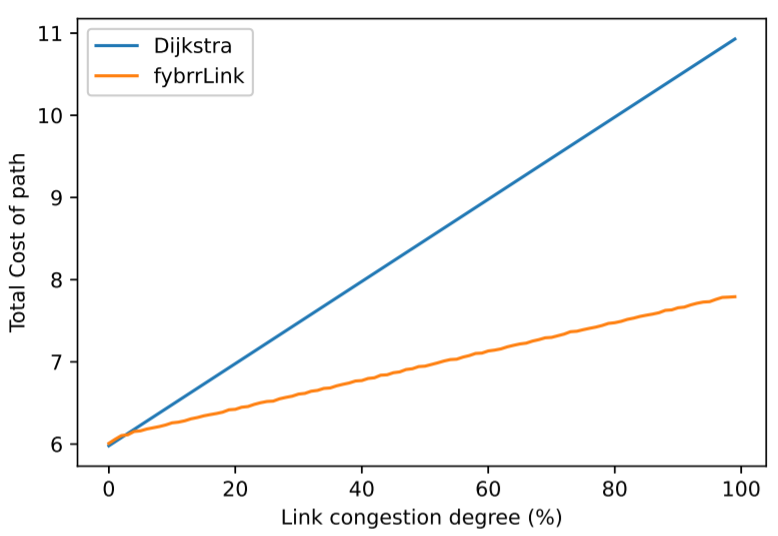 Dijkstra
fybrrLink
Total Cost of path
11
10
9
8
7
6
0 20 40 60 80 100
Link congestion degree (%)